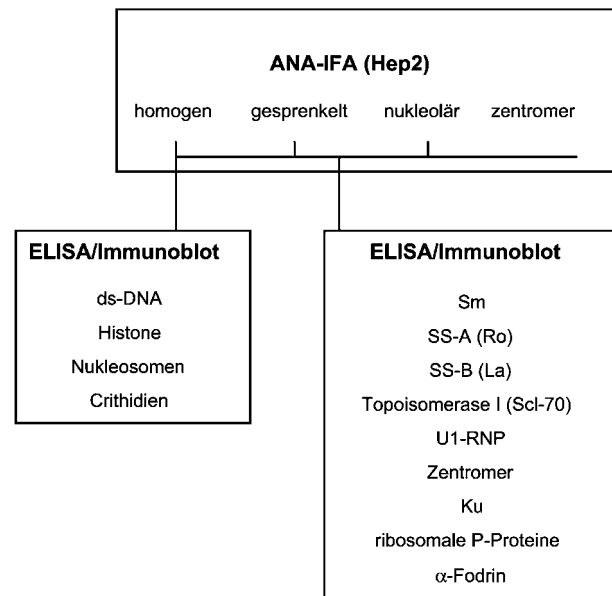 ANA-IFA (Hep2)
homogen gesprenkelt nukleolär zentromer
ELISA/Immunoblot
ds-DNA
Histone
Nukleosomen
Crithidien
ELISA/Immunoblot
Sm
SS-A (Ro)
SS-B (La)
Topoisomerase I (Scl-70)
U1-RNP
Zentromer
Ku
ribosomale P-Proteine
α-Fodrin